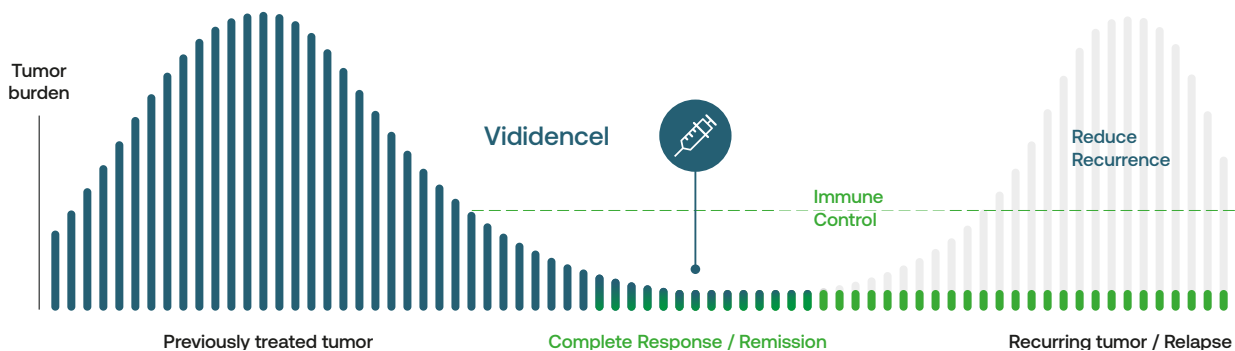 Tumor
burden
Vididencel
Reduce
Recurrence
Immune
Control
Previously treated tumor
Complete Response / Remission
Recurring tumor / Relapse